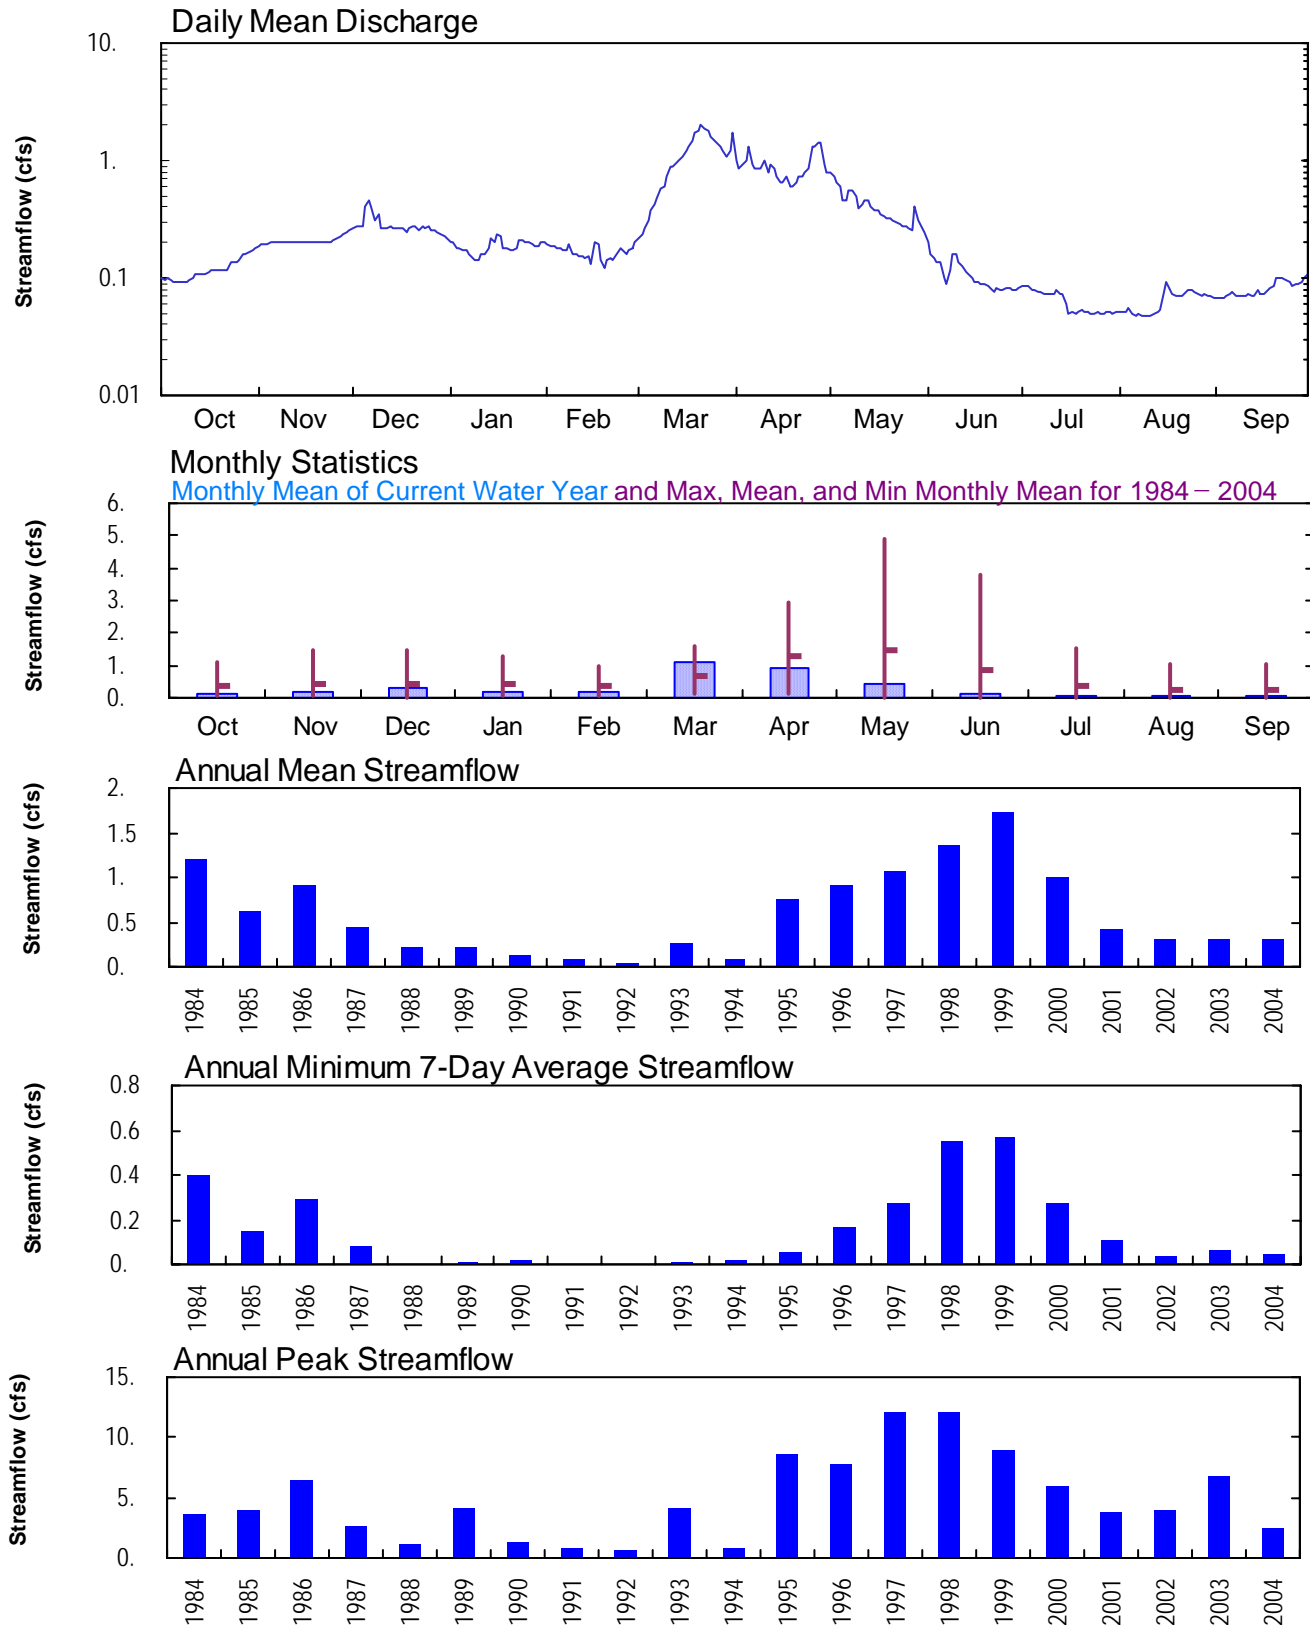 Daily Mean Discharge
Streamflow (cfs)
10.
1.
0.1
0.01
Oct Nov Dec Jan Feb Mar Apr May Jun Jul Aug Sep
Monthly Statistics
Monthly Mean of Current Water Year and Max, Mean, and Min Monthly Mean for 1984 – 2004
Streamflow (cfs)
6.
5.
4.
3.
2.
1.
0.
Oct Nov Dec Jan Feb Mar Apr May Jun Jul Aug Sep
Annual Mean Streamflow
Streamflow (cfs)
2.
1.5
1.
0.5
0.
1984 1985 1986 1987 1988 1989 1990 1991 1992 1993 1994 1995 1996 1997 1998 1999 2000 2001 2002 2003 2004
Annual Minimum 7-Day Average Streamflow
Streamflow (cfs)
0.8
0.6
0.4
0.2
0.
1984 1985 1986 1987 1988 1989 1990 1991 1992 1993 1994 1995 1996 1997 1998 1999 2000 2001 2002 2003 2004
Annual Peak Streamflow
Streamflow (cfs)
15.
10.
5.
0.
1984 1985 1986 1987 1988 1989 1990 1991 1992 1993 1994 1995 1996 1997 1998 1999 2000 2001 2002 2003 2004